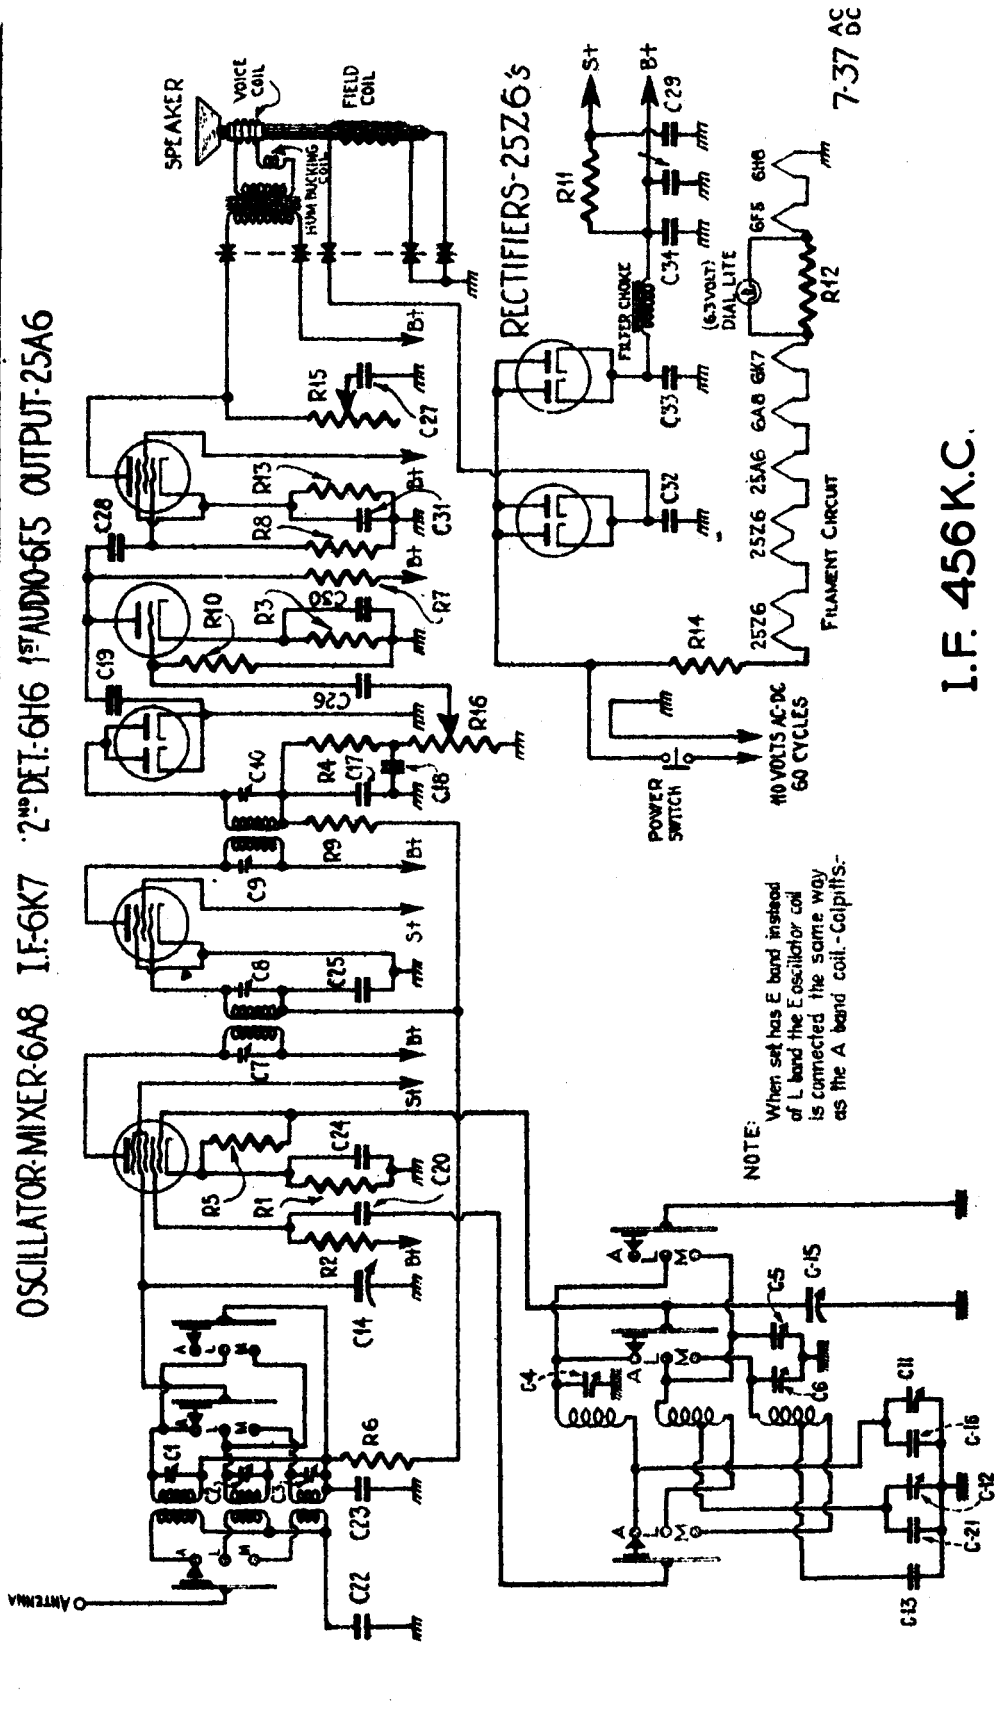 OSCILLATOR-MIXER-6A8 I.F.-6K7 2ND DET.-6H6 1ST AUDIO-6F5 OUTPUT-25A6
ANTENNA
A
L
M
C1
C2
C3
A
L
M
A
L
M
C22
C23
R6
C14
R2
R1
R5
C24
C20
B+
S+
B+
C7
C8
C25
S+
B+
C9
C10
R9
R4
C17
C18
R16
C26
C19
R10
R3
C30
R7
B+
C28
R8
R13
C31
B+
R15
C27
B+
SPEAKER
VOICE
COIL
HUM BUCKING
COIL
FIELD
COIL
RECTIFIERS-25Z6's
C32
C33
FILTER CHOKE
C34
C29
R11
S+
B+
R14
POWER
SWITCH
110 VOLTS AC-DC
60 CYCLES
25Z6 25Z6 25A6 6A8 6K7 6F5 6H6
FILAMENT CIRCUIT
(6.3 VOLT)
DIAL LITE
R12
7-37 AC
DC
NOTE:
When set has E band instead
of L band the E oscillator coil
is connected the same way
as the A band coil.-Colpitts.-
I.F. 456 K.C.
A
L
M
A
L
M
A
L
M
C-4
C-5
C6
C-15
C13
C-21
C-12
C-16
C11